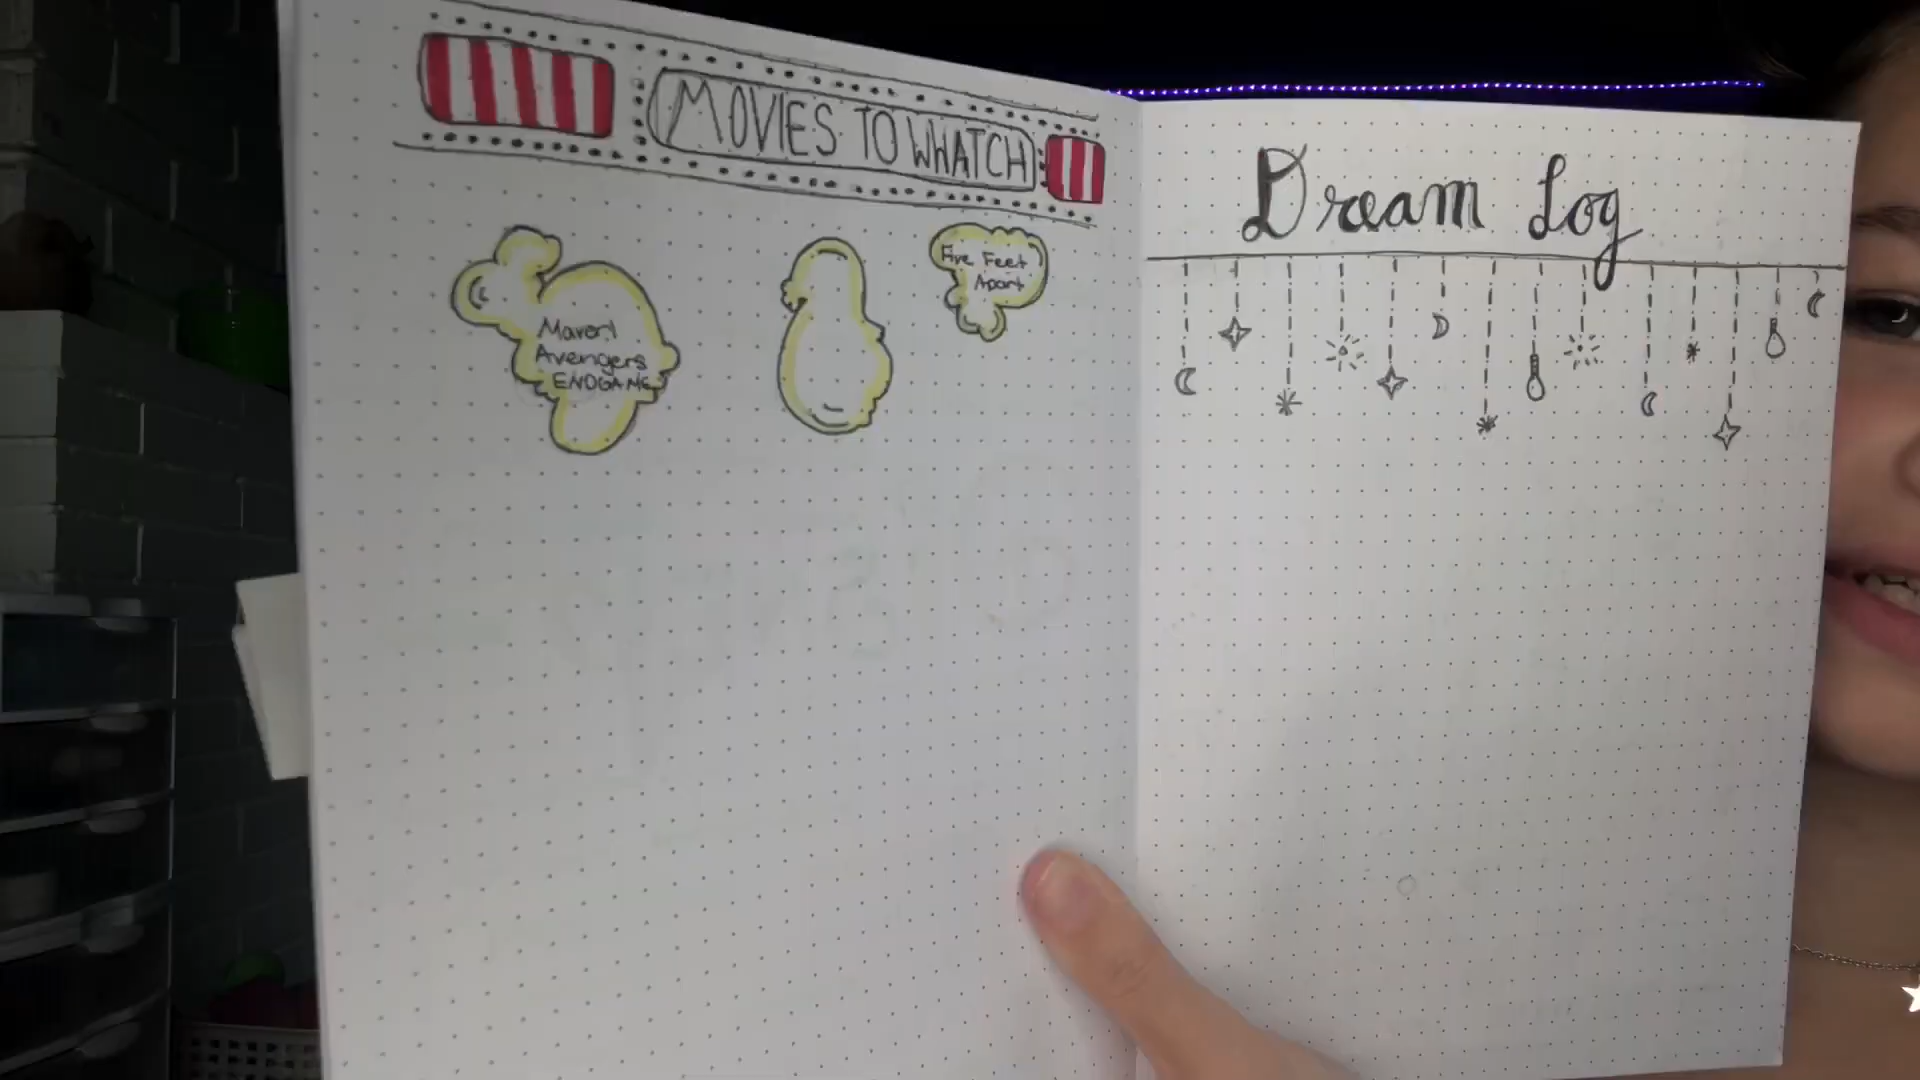 MOVIES TO WHATCH
Marvel
Avengers
ENDGAME
Five Feet
Apart
Dream Log